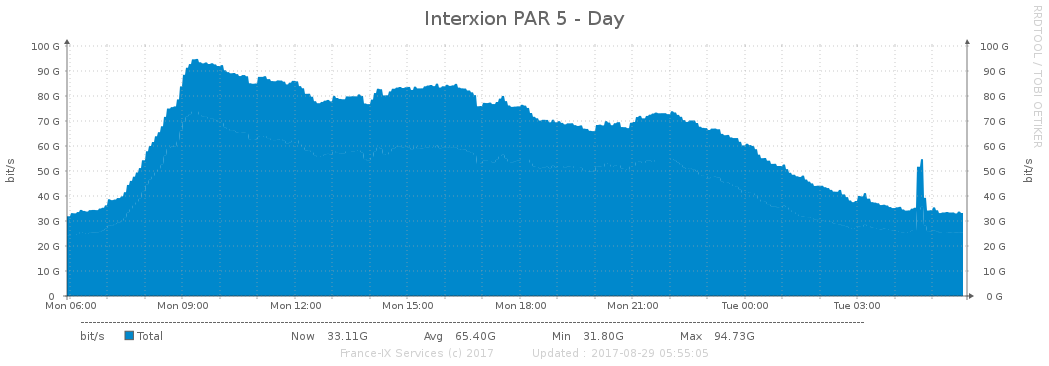 Interxion PAR 5 - Day
RRDTOOL / TOBI OETIKER
100 G 100 G
90 G 90 G
80 G 80 G
70 G 70 G
60 G 60 G
50 G 50 G
40 G 40 G
30 G 30 G
20 G 20 G
10 G 10 G
0 0 G
bit/s bit/s
Mon 06:00 Mon 09:00 Mon 12:00 Mon 15:00 Mon 18:00 Mon 21:00 Tue 00:00 Tue 03:00
bit/s Total Now 33.11G Avg 65.40G Min 31.80G Max 94.73G
France-IX Services (c) 2017 Updated : 2017-08-29 05:55:05